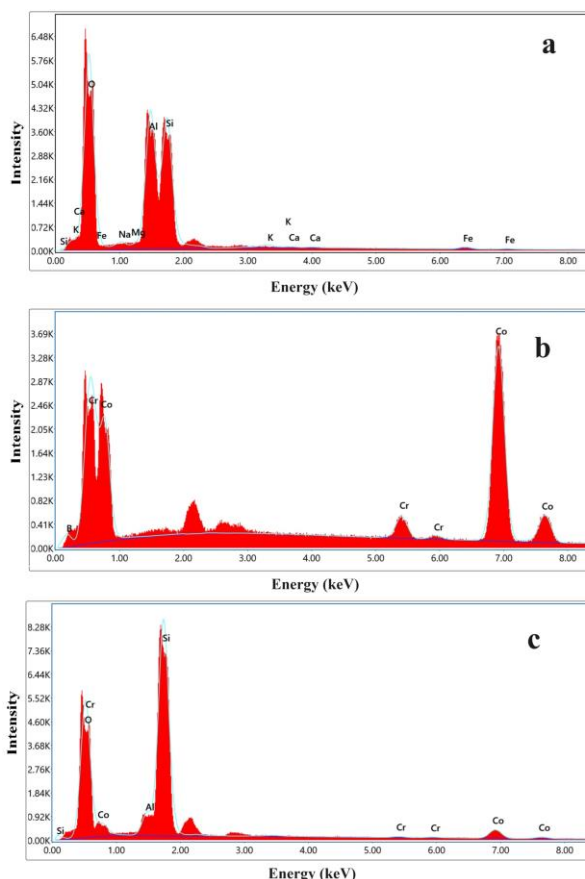 a
6.48K
5.76K
5.04K
4.32K
3.60K
2.88K
2.16K
1.44K
0.72K
0.00K
Intensity
O
Al
Si
Ca
K
Si
Fe
Na
Mg
K
K
Ca
Ca
Fe
Fe
0.00 1.00 2.00 3.00 4.00 5.00 6.00 7.00 8.00
Energy (keV)
b
3.69K
3.28K
2.87K
2.46K
2.05K
1.64K
1.23K
0.82K
0.41K
0.00K
Intensity
Co
Cr
Co
B
Cr
Cr
Co
0.00K 1.00 2.00 3.00 4.00 5.00 6.00 7.00 8.00
Energy (keV)
c
8.28K
7.36K
6.44K
5.52K
4.60K
3.68K
2.76K
1.84K
0.92K
0.00K
Intensity
Si
Cr
O
Si
Co
Al
Cr
Cr
Co
Co
0.00 1.00 2.00 3.00 4.00 5.00 6.00 7.00 8.00
Energy (keV)